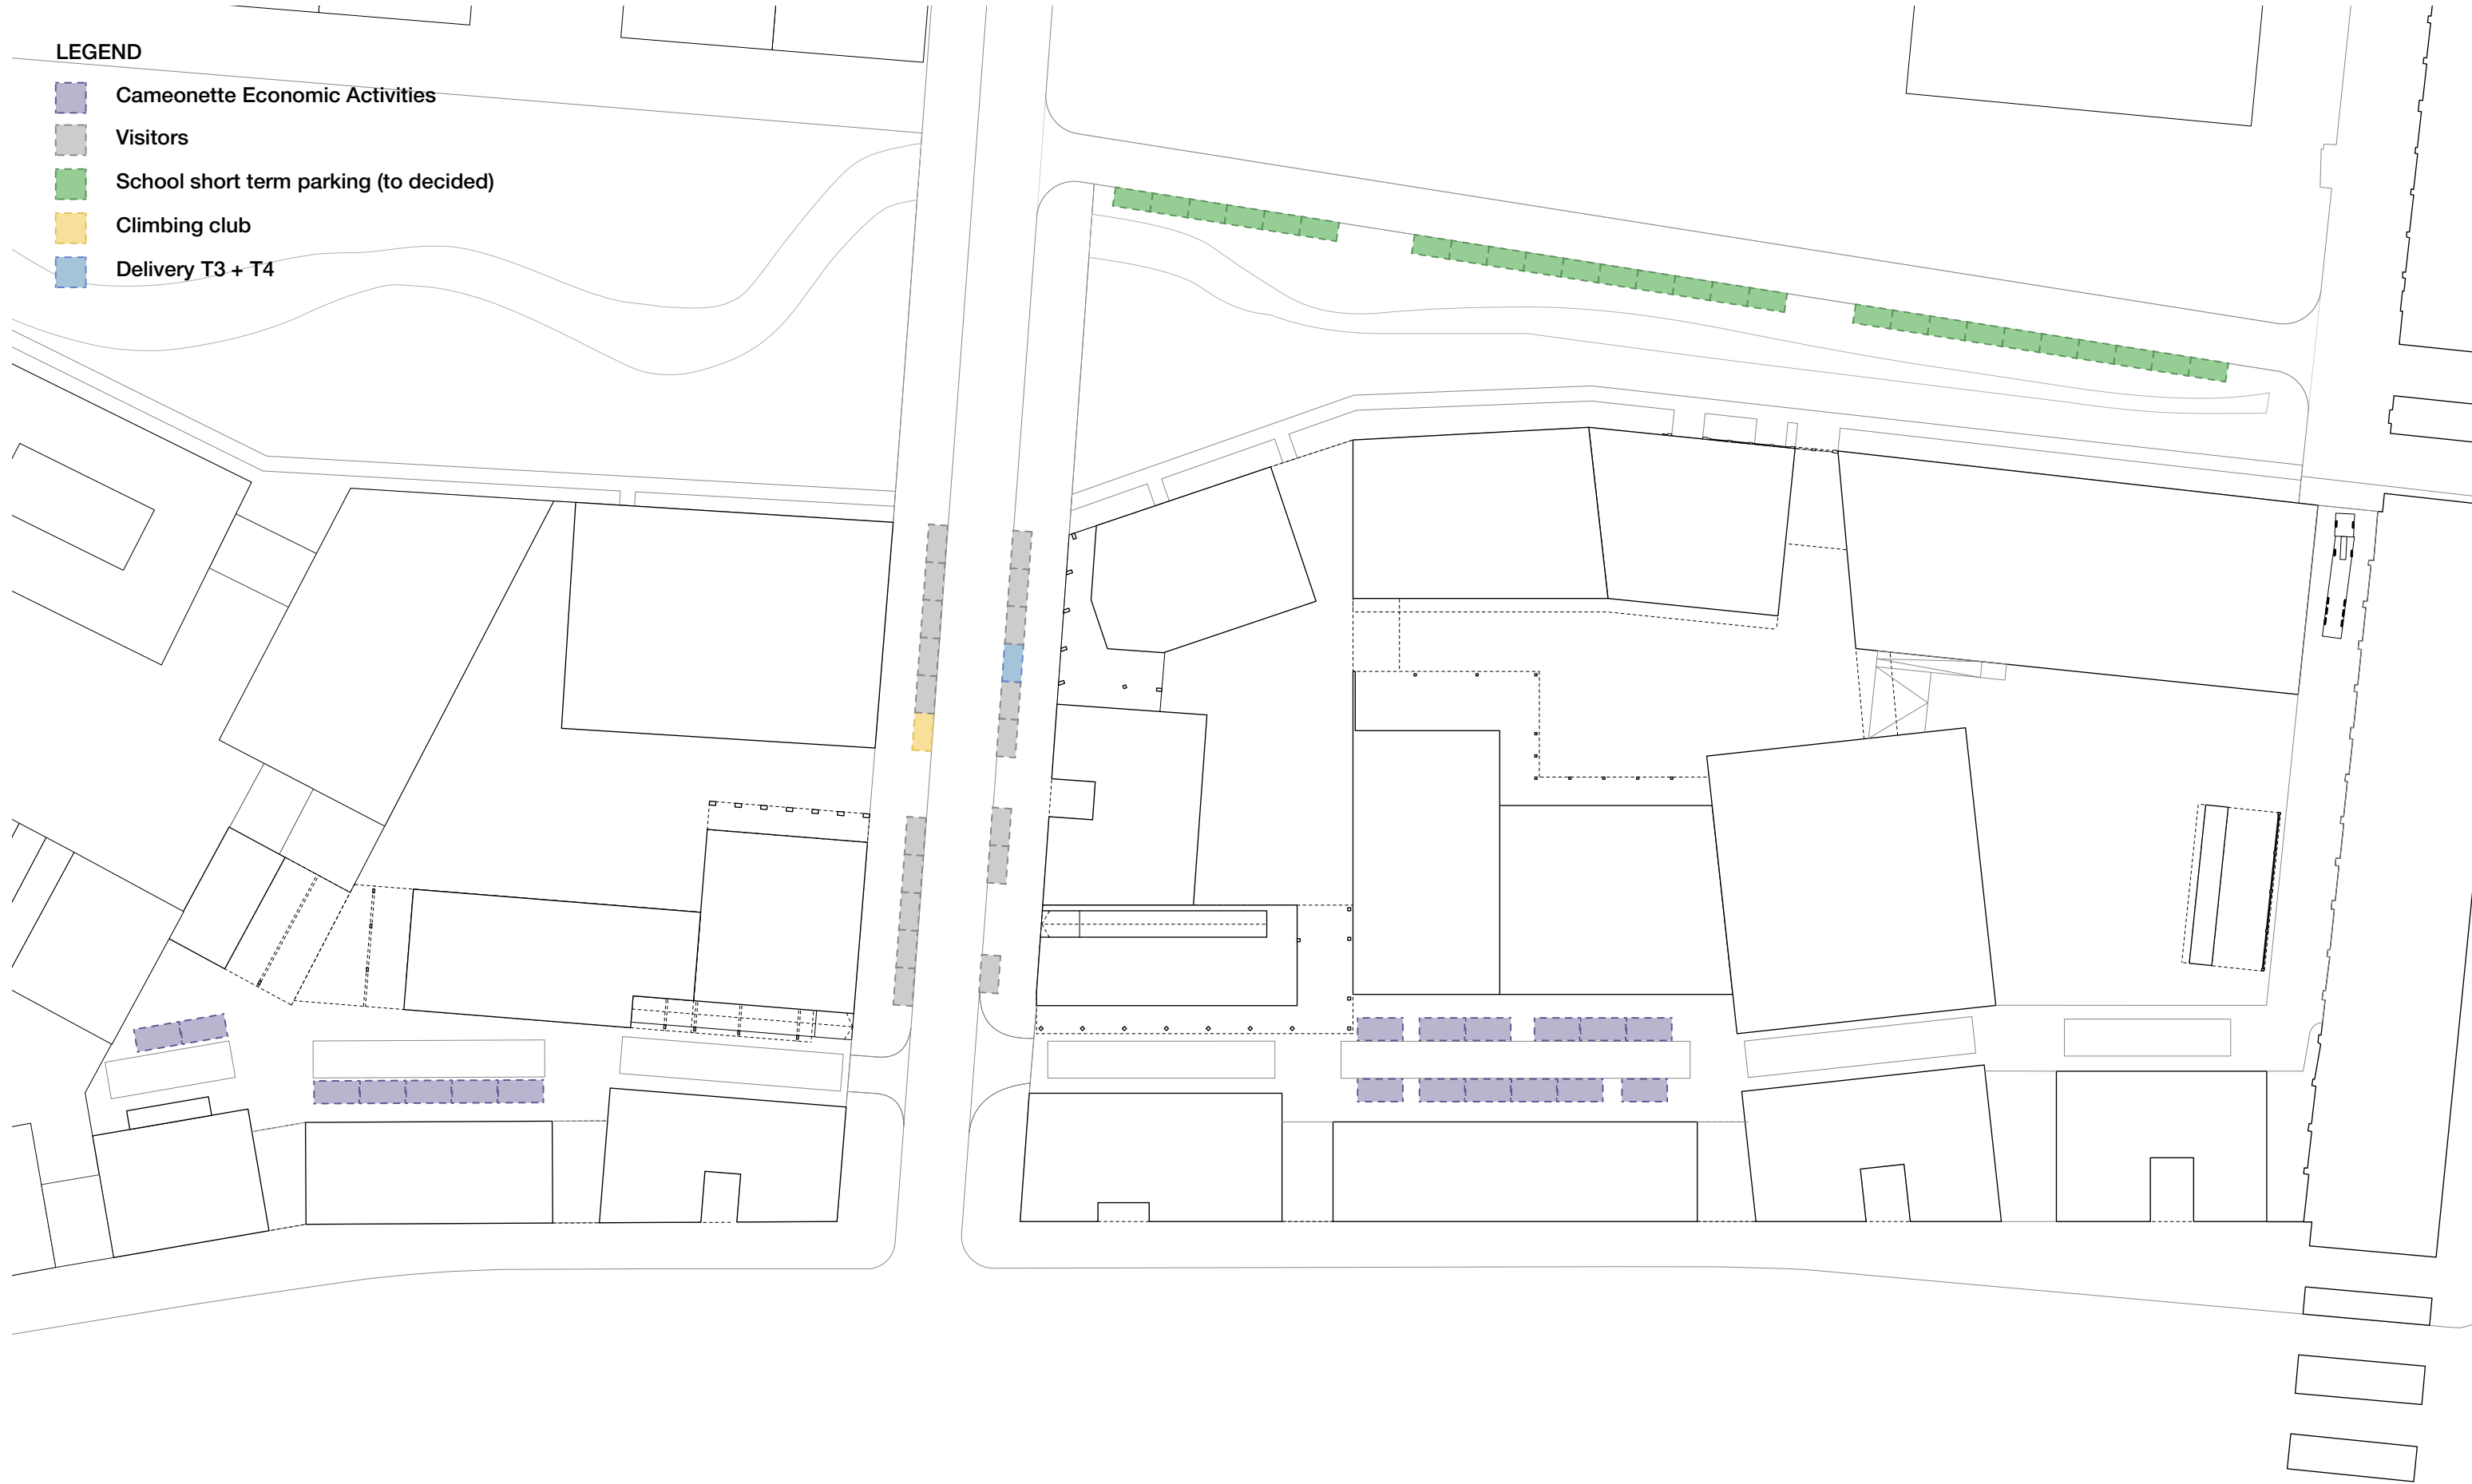 LEGEND
Cameonette Economic Activities
Visitors
School short term parking (to decided)
Climbing club
Delivery T3 + T4